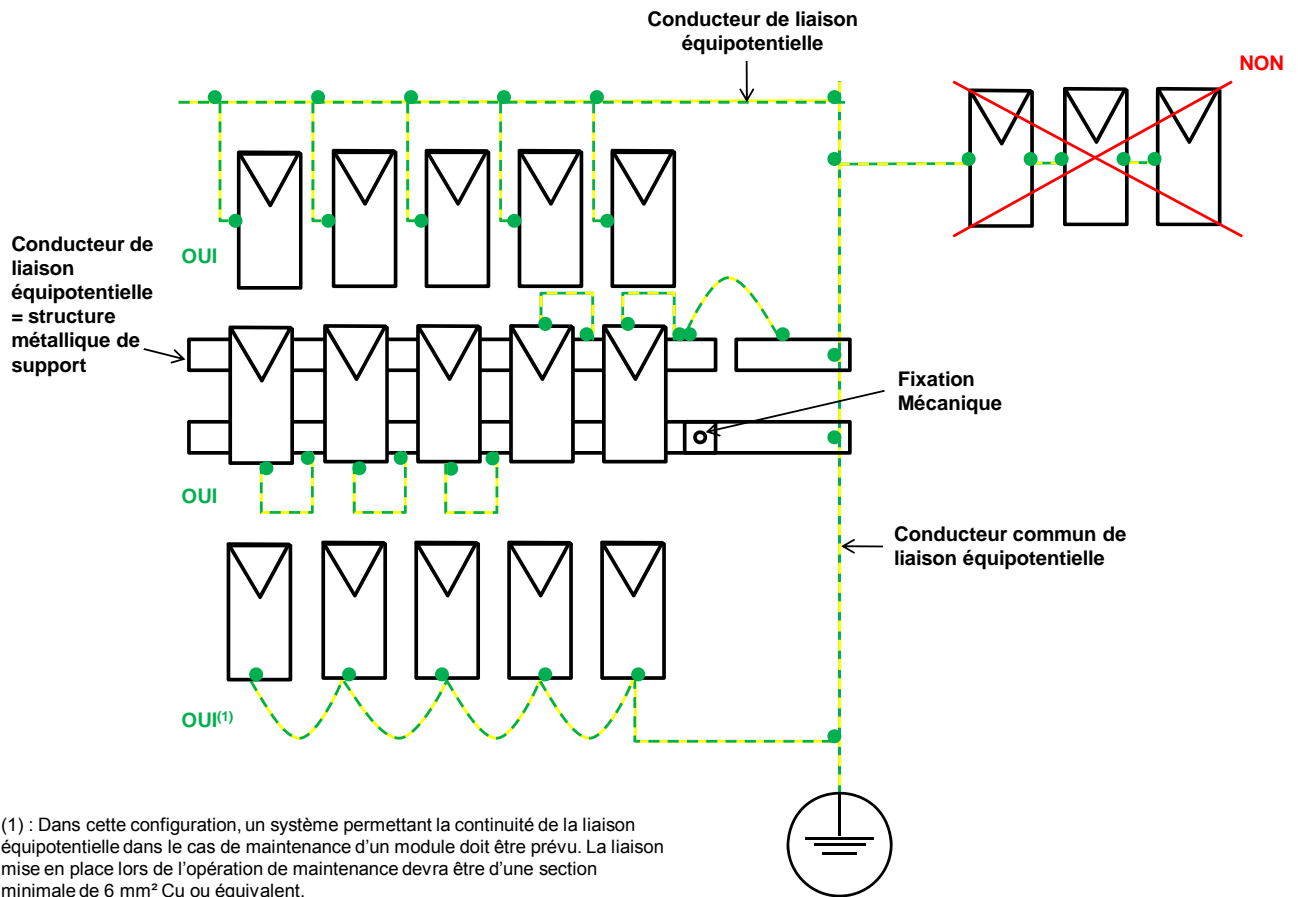 Conducteur de liaison
équipotentielle
NON
Conducteur de
liaison
équipotentielle
= structure
métallique de
support
OUI
Fixation
Mécanique
OUI
Conducteur commun de
liaison équipotentielle
OUI(1)
(1) : Dans cette configuration, un système permettant la continuité de la liaison
équipotentielle dans le cas de maintenance d'un module doit être prévu. La liaison
mise en place lors de l'opération de maintenance devra être d'une section
minimale de 6 mm² Cu ou équivalent.